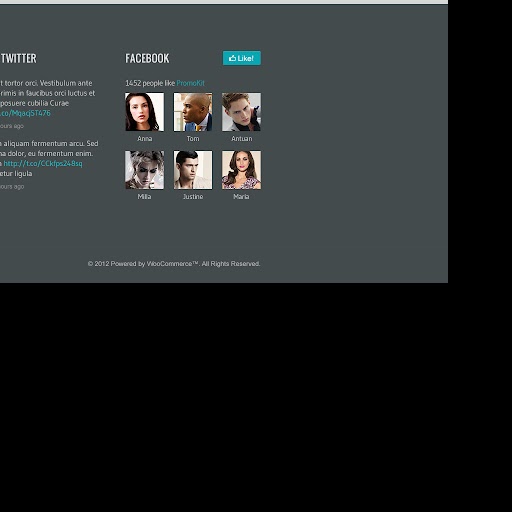 TWITTER
t tortor orci. Vestibulum ante
rimis in faucibus orci luctus et
posuere cubilia Curae
.co/MqacjST476
ours ago
a aliquam fermentum arcu. Sed
na dolor, eu fermentum enim.
a http://t.co/CCkfps248sq
etur ligula
ours ago
FACEBOOK
Like!
1452 people like PromoKit
Anna
Tom
Antuan
Milla
Justine
Maria
© 2012 Powered by WooCommerce™. All Rights Reserved.